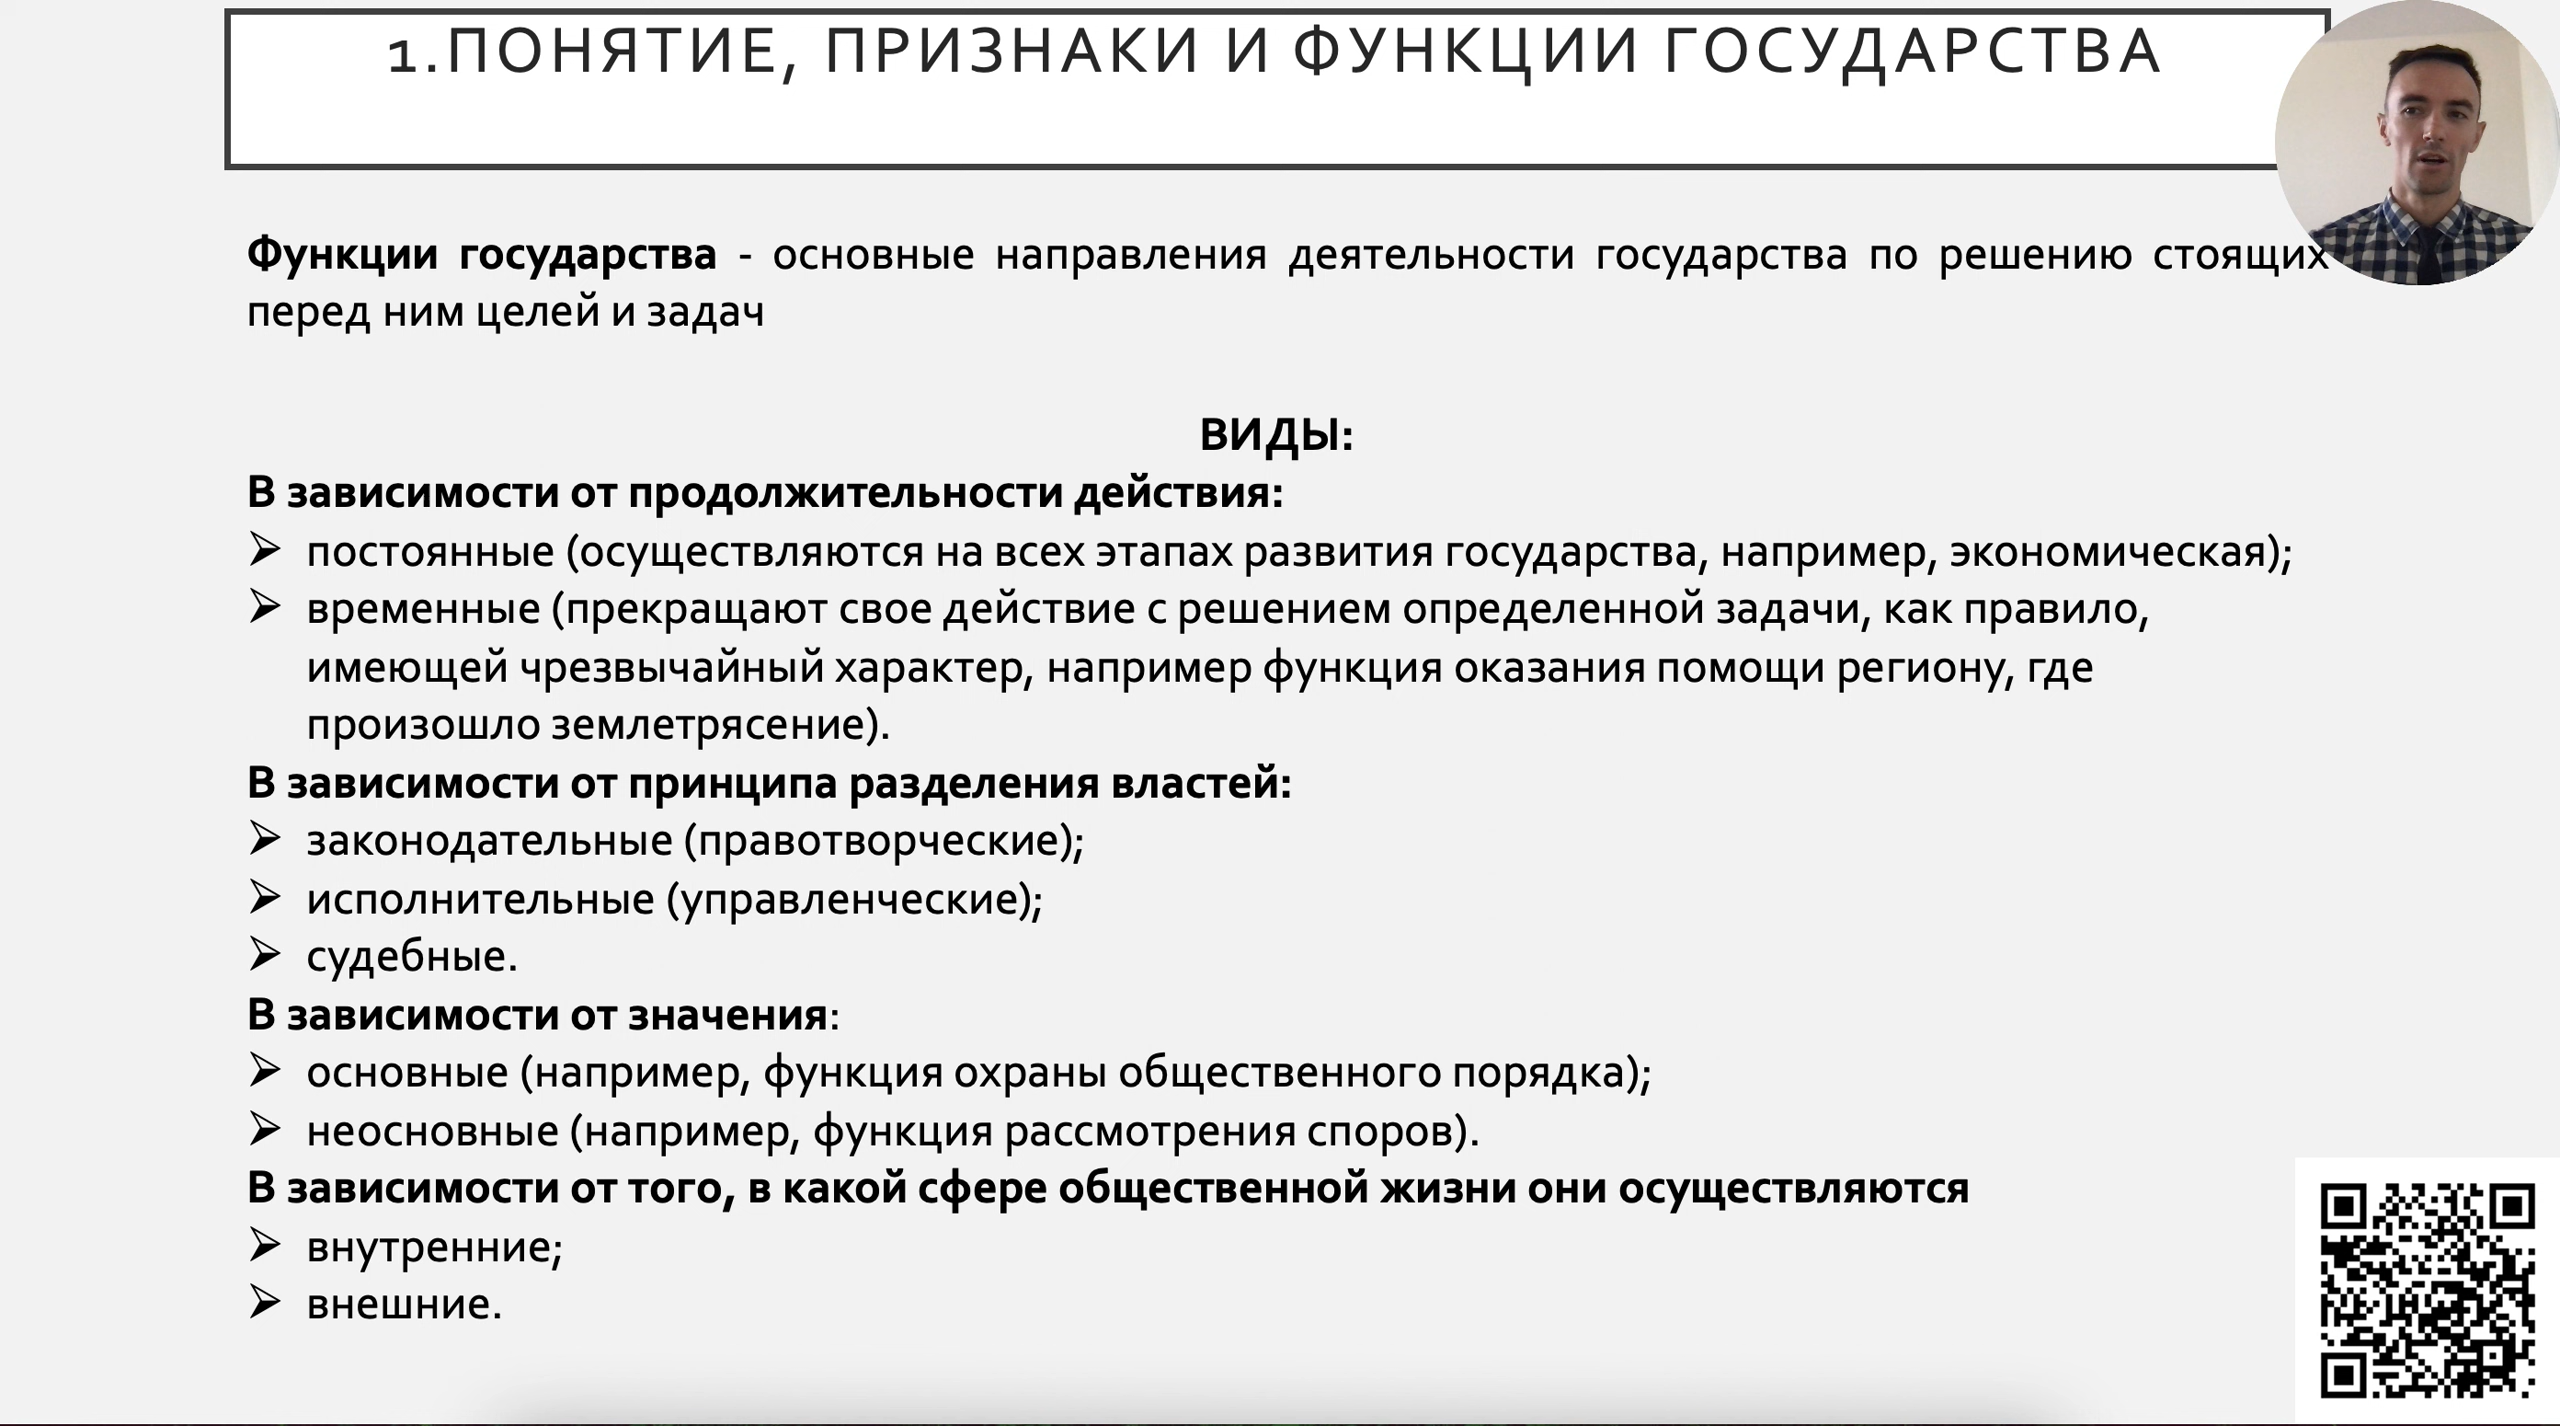 1.ПОНЯТИЕ, ПРИЗНАКИ И ФУНКЦИИ ГОСУДАРСТВА
Функции государства - основные направления деятельности государства по решению стоящих
перед ним целей и задач
ВИДЫ:
В зависимости от продолжительности действия:
➢ постоянные (осуществляются на всех этапах развития государства, например, экономическая);
➢ временные (прекращают свое действие с решением определенной задачи, как правило,
имеющей чрезвычайный характер, например функция оказания помощи региону, где
произошло землетрясение).
В зависимости от принципа разделения властей:
➢ законодательные (правотворческие);
➢ исполнительные (управленческие);
➢ судебные.
В зависимости от значения:
➢ основные (например, функция охраны общественного порядка);
➢ неосновные (например, функция рассмотрения споров).
В зависимости от того, в какой сфере общественной жизни они осуществляются
➢ внутренние;
➢ внешние.